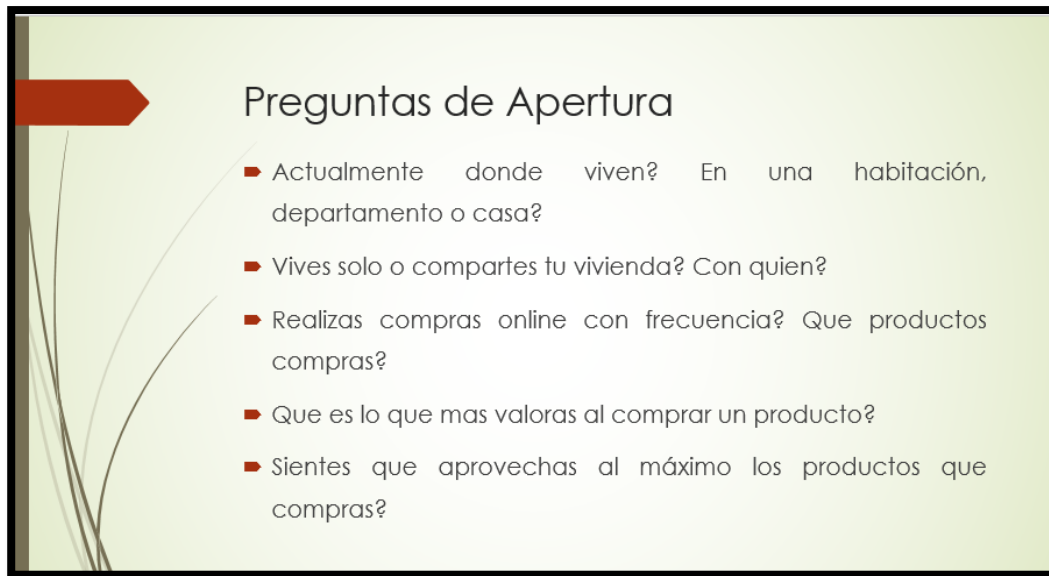 Preguntas de Apertura
Actualmente donde viven? En una habitación,
departamento o casa?
Vives solo o compartes tu vivienda? Con quien?
Realizas compras online con frecuencia? Que productos
compras?
Que es lo que mas valoras al comprar un producto?
Sientes que aprovechas al máximo los productos que
compras?